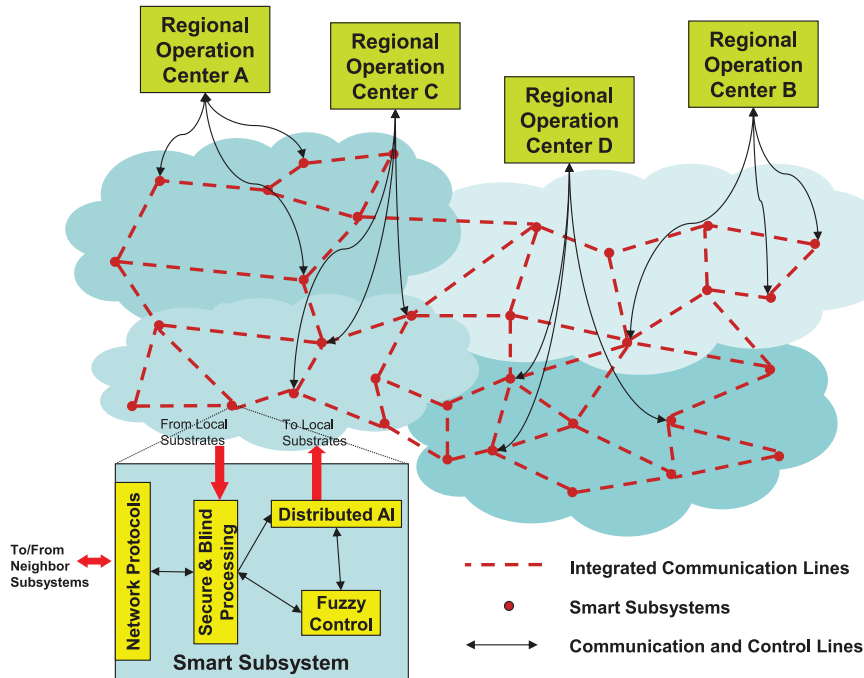 Regional
Operation
Center A
Regional
Operation
Center C
Regional
Operation
Center D
Regional
Operation
Center B
From Local
Substrates
To Local
Substrates
To/From
Neighbor
Subsystems
Network Protocols
Secure & Blind
Processing
Distributed AI
Fuzzy
Control
Smart Subsystem
Integrated Communication Lines
Smart Subsystems
Communication and Control Lines